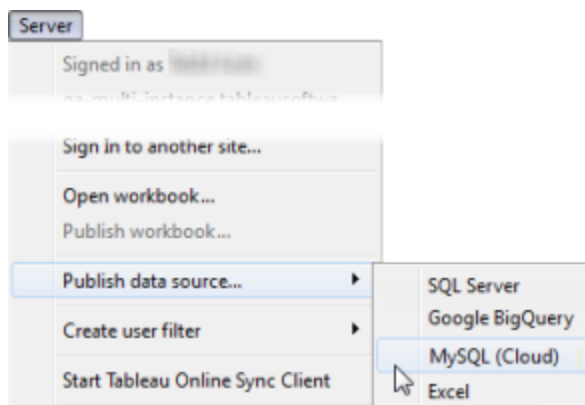 Server
Signed in as
Sign In to another site...
Open workbook...
Publish workbook...
Publish data source...
SQL Server
Google BigQuery
MySQL (Cloud)
Excel
Create user filter
Start Tableau Online Sync Client